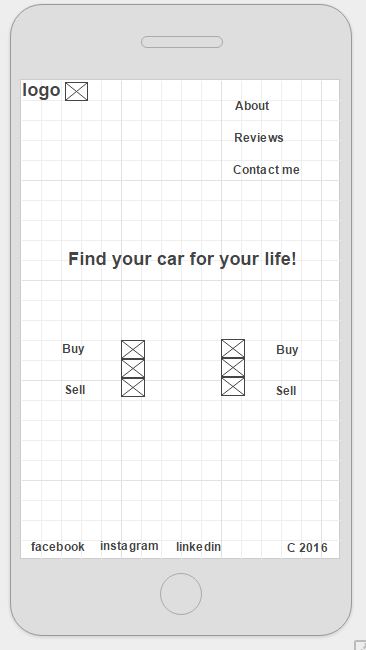 logo
About
Reviews
Contact me
Find your car for your life!
Buy
Buy
Sell
Sell
facebook instagram linkedin C 2016